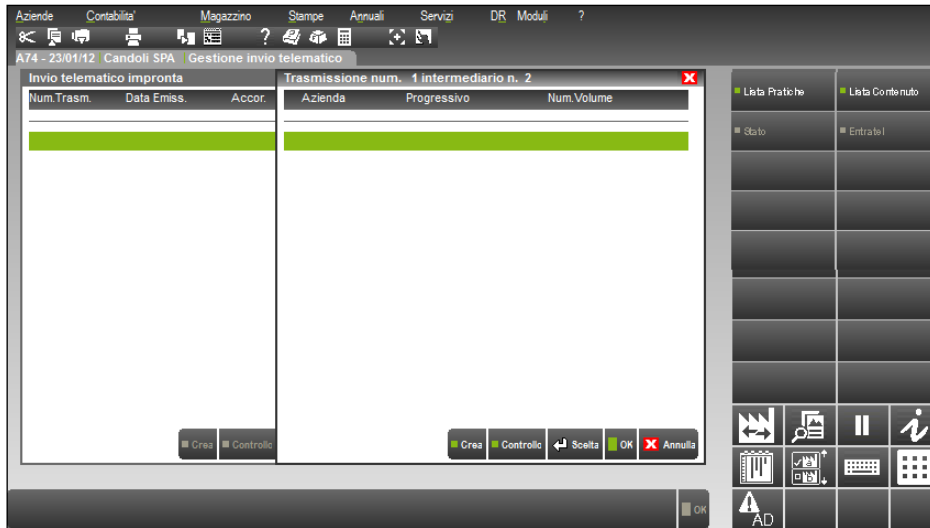 Aziende Contabilita' Magazzino Stampe Annuali Servizi DR Moduli ?
?
A74 - 23/01/12 Candoli SPA Gestione invio telematico
Invio telematico impronta
Num.Trasm. Data Emiss. Accor.
Crea Controllo
Trasmissione num. 1 intermediario n. 2 X
Azienda Progressivo Num.Volume
Crea Controllo Scelta OK X Annulla
Lista Pratiche Lista Contenuto
Stato Entratel
i
OK
AD